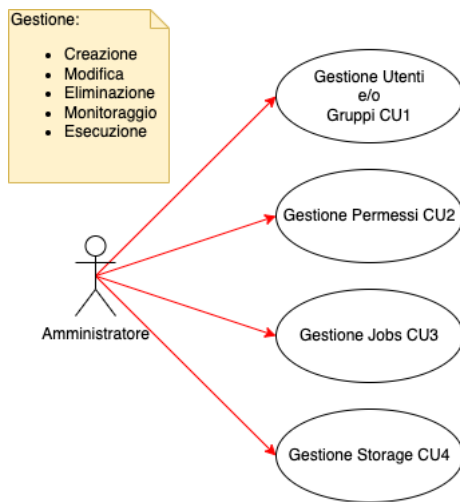 Gestione:
Creazione
Modifica
Eliminazione
Monitoraggio
Esecuzione
Gestione Utenti
e/o
Gruppi CU1
Gestione Permessi CU2
Amministratore
Gestione Jobs CU3
Gestione Storage CU4